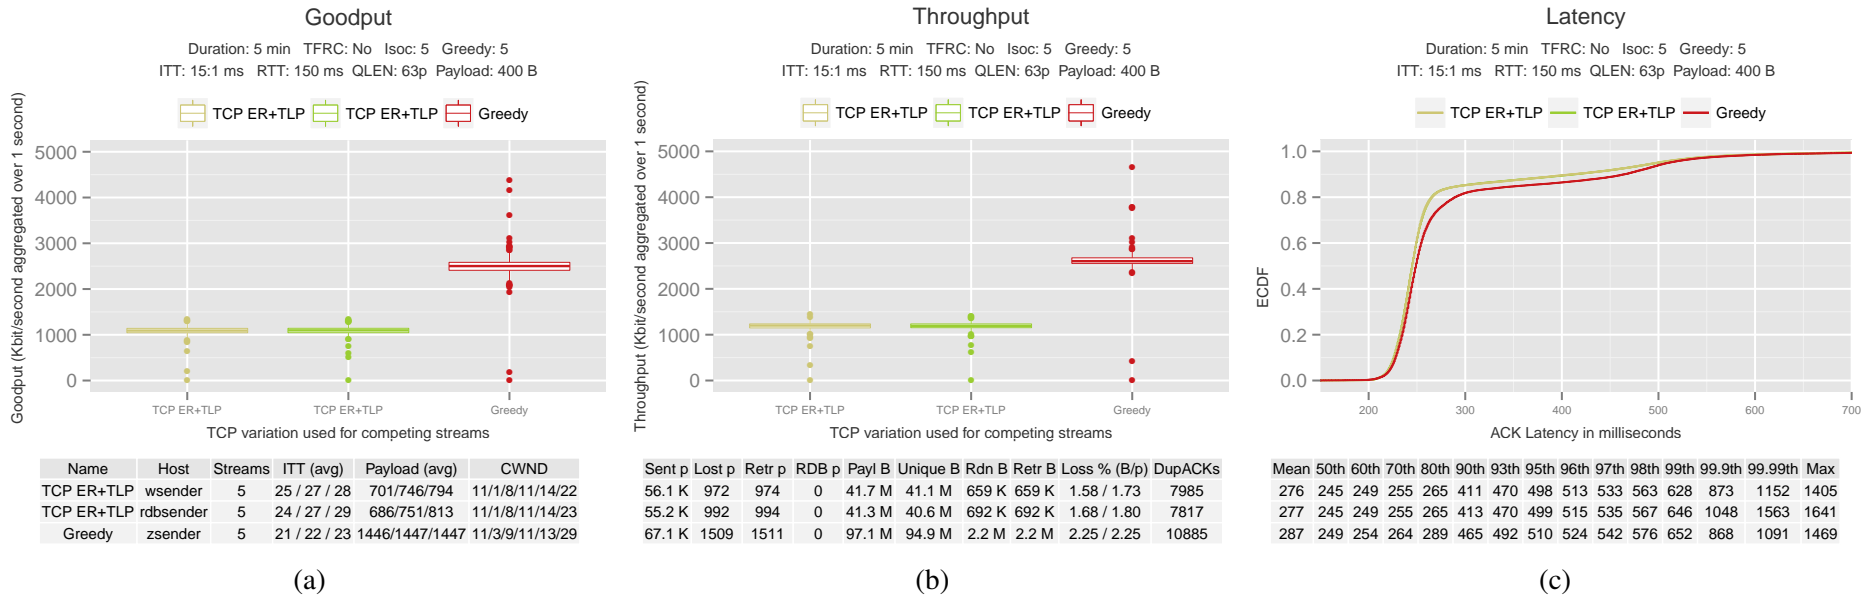 Goodput
Duration: 5 min TFRC: No Isoc: 5 Greedy: 5
ITT: 15:1 ms RTT: 150 ms QLEN: 63p Payload: 400 B
TCP ER+TLP TCP ER+TLP Greedy
Goodput (Kbit/second aggregated over 1 second)
5000
4000
3000
2000
1000
0
TCP ER+TLP TCP ER+TLP Greedy
TCP variation used for competing streams
Name Host Streams ITT (avg) Payload (avg) CWND
TCP ER+TLP wsender 5 25 / 27 / 28 701/746/794 11/1/8/11/14/22
TCP ER+TLP rdbsender 5 24 / 27 / 29 686/751/813 11/1/8/11/14/23
Greedy zsender 5 21 / 22 / 23 1446/1447/1447 11/3/9/11/13/29
(a)
Throughput
Duration: 5 min TFRC: No Isoc: 5 Greedy: 5
ITT: 15:1 ms RTT: 150 ms QLEN: 63p Payload: 400 B
TCP ER+TLP TCP ER+TLP Greedy
Throughput (Kbit/second aggregated over 1 second)
5000
4000
3000
2000
1000
0
TCP ER+TLP TCP ER+TLP Greedy
TCP variation used for competing streams
Sent p Lost p Retr p RDB p Payl B Unique B Rdn B Retr B Loss % (B/p) DupACKs
56.1 K 972 974 0 41.7 M 41.1 M 659 K 659 K 1.58 / 1.73 7985
55.2 K 992 994 0 41.3 M 40.6 M 692 K 692 K 1.68 / 1.80 7817
67.1 K 1509 1511 0 97.1 M 94.9 M 2.2 M 2.2 M 2.25 / 2.25 10885
(b)
Latency
Duration: 5 min TFRC: No Isoc: 5 Greedy: 5
ITT: 15:1 ms RTT: 150 ms QLEN: 63p Payload: 400 B
TCP ER+TLP TCP ER+TLP Greedy
ECDF
1.0
0.8
0.6
0.4
0.2
0.0
200 300 400 500 600 700
ACK Latency in milliseconds
Mean 50th 60th 70th 80th 90th 93th 95th 96th 97th 98th 99th 99.9th 99.99th Max
276 245 249 255 265 411 470 498 513 533 563 628 873 1152 1405
277 245 249 255 265 413 470 499 515 535 567 646 1048 1563 1641
287 249 254 264 289 465 492 510 524 542 576 652 868 1091 1469
(c)